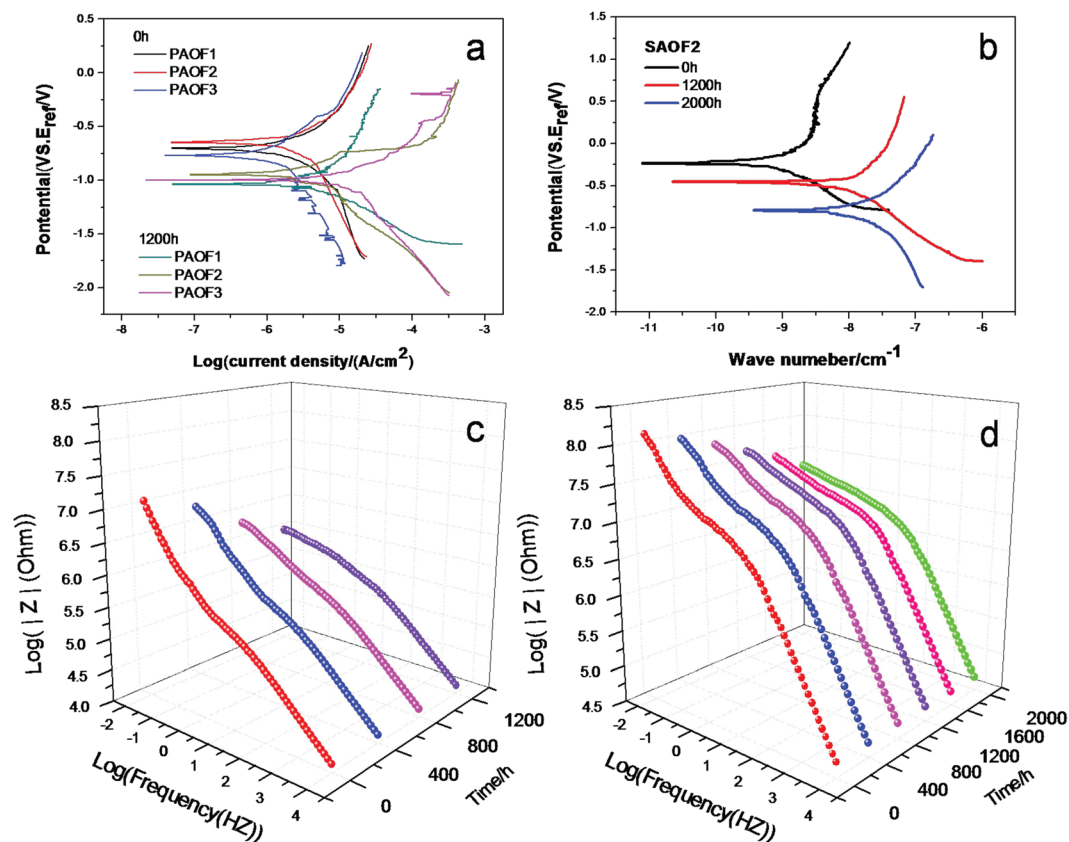 a
0h
PAOF1
PAOF2
PAOF3
1200h
PAOF1
PAOF2
PAOF3
0.5
0.0
-0.5
-1.0
-1.5
-2.0
Pontential(VS.Eref/V)
-8 -7 -6 -5 -4 -3
Log(current density/(A/cm2)
b
SAOF2
0h
1200h
2000h
1.5
1.0
0.5
0.0
-0.5
-1.0
-1.5
-2.0
Pontential(VS.Eref/V)
-11 -10 -9 -8 -7 -6
Wave numeber/cm-1
c
8.5
8.0
7.5
7.0
6.5
6.0
5.5
5.0
4.5
4.0
Log( | Z | (Ohm))
-2 -1 0 1 2 3 4
Log(Frequency(HZ))
0 400 800 1200
Time/h
d
8.5
8.0
7.5
7.0
6.5
6.0
5.5
5.0
4.5
Log( | Z | (Ohm))
-2 -1 0 1 2 3 4
Log(Frequency(HZ))
0 400 800 1200 1600 2000
Time/h